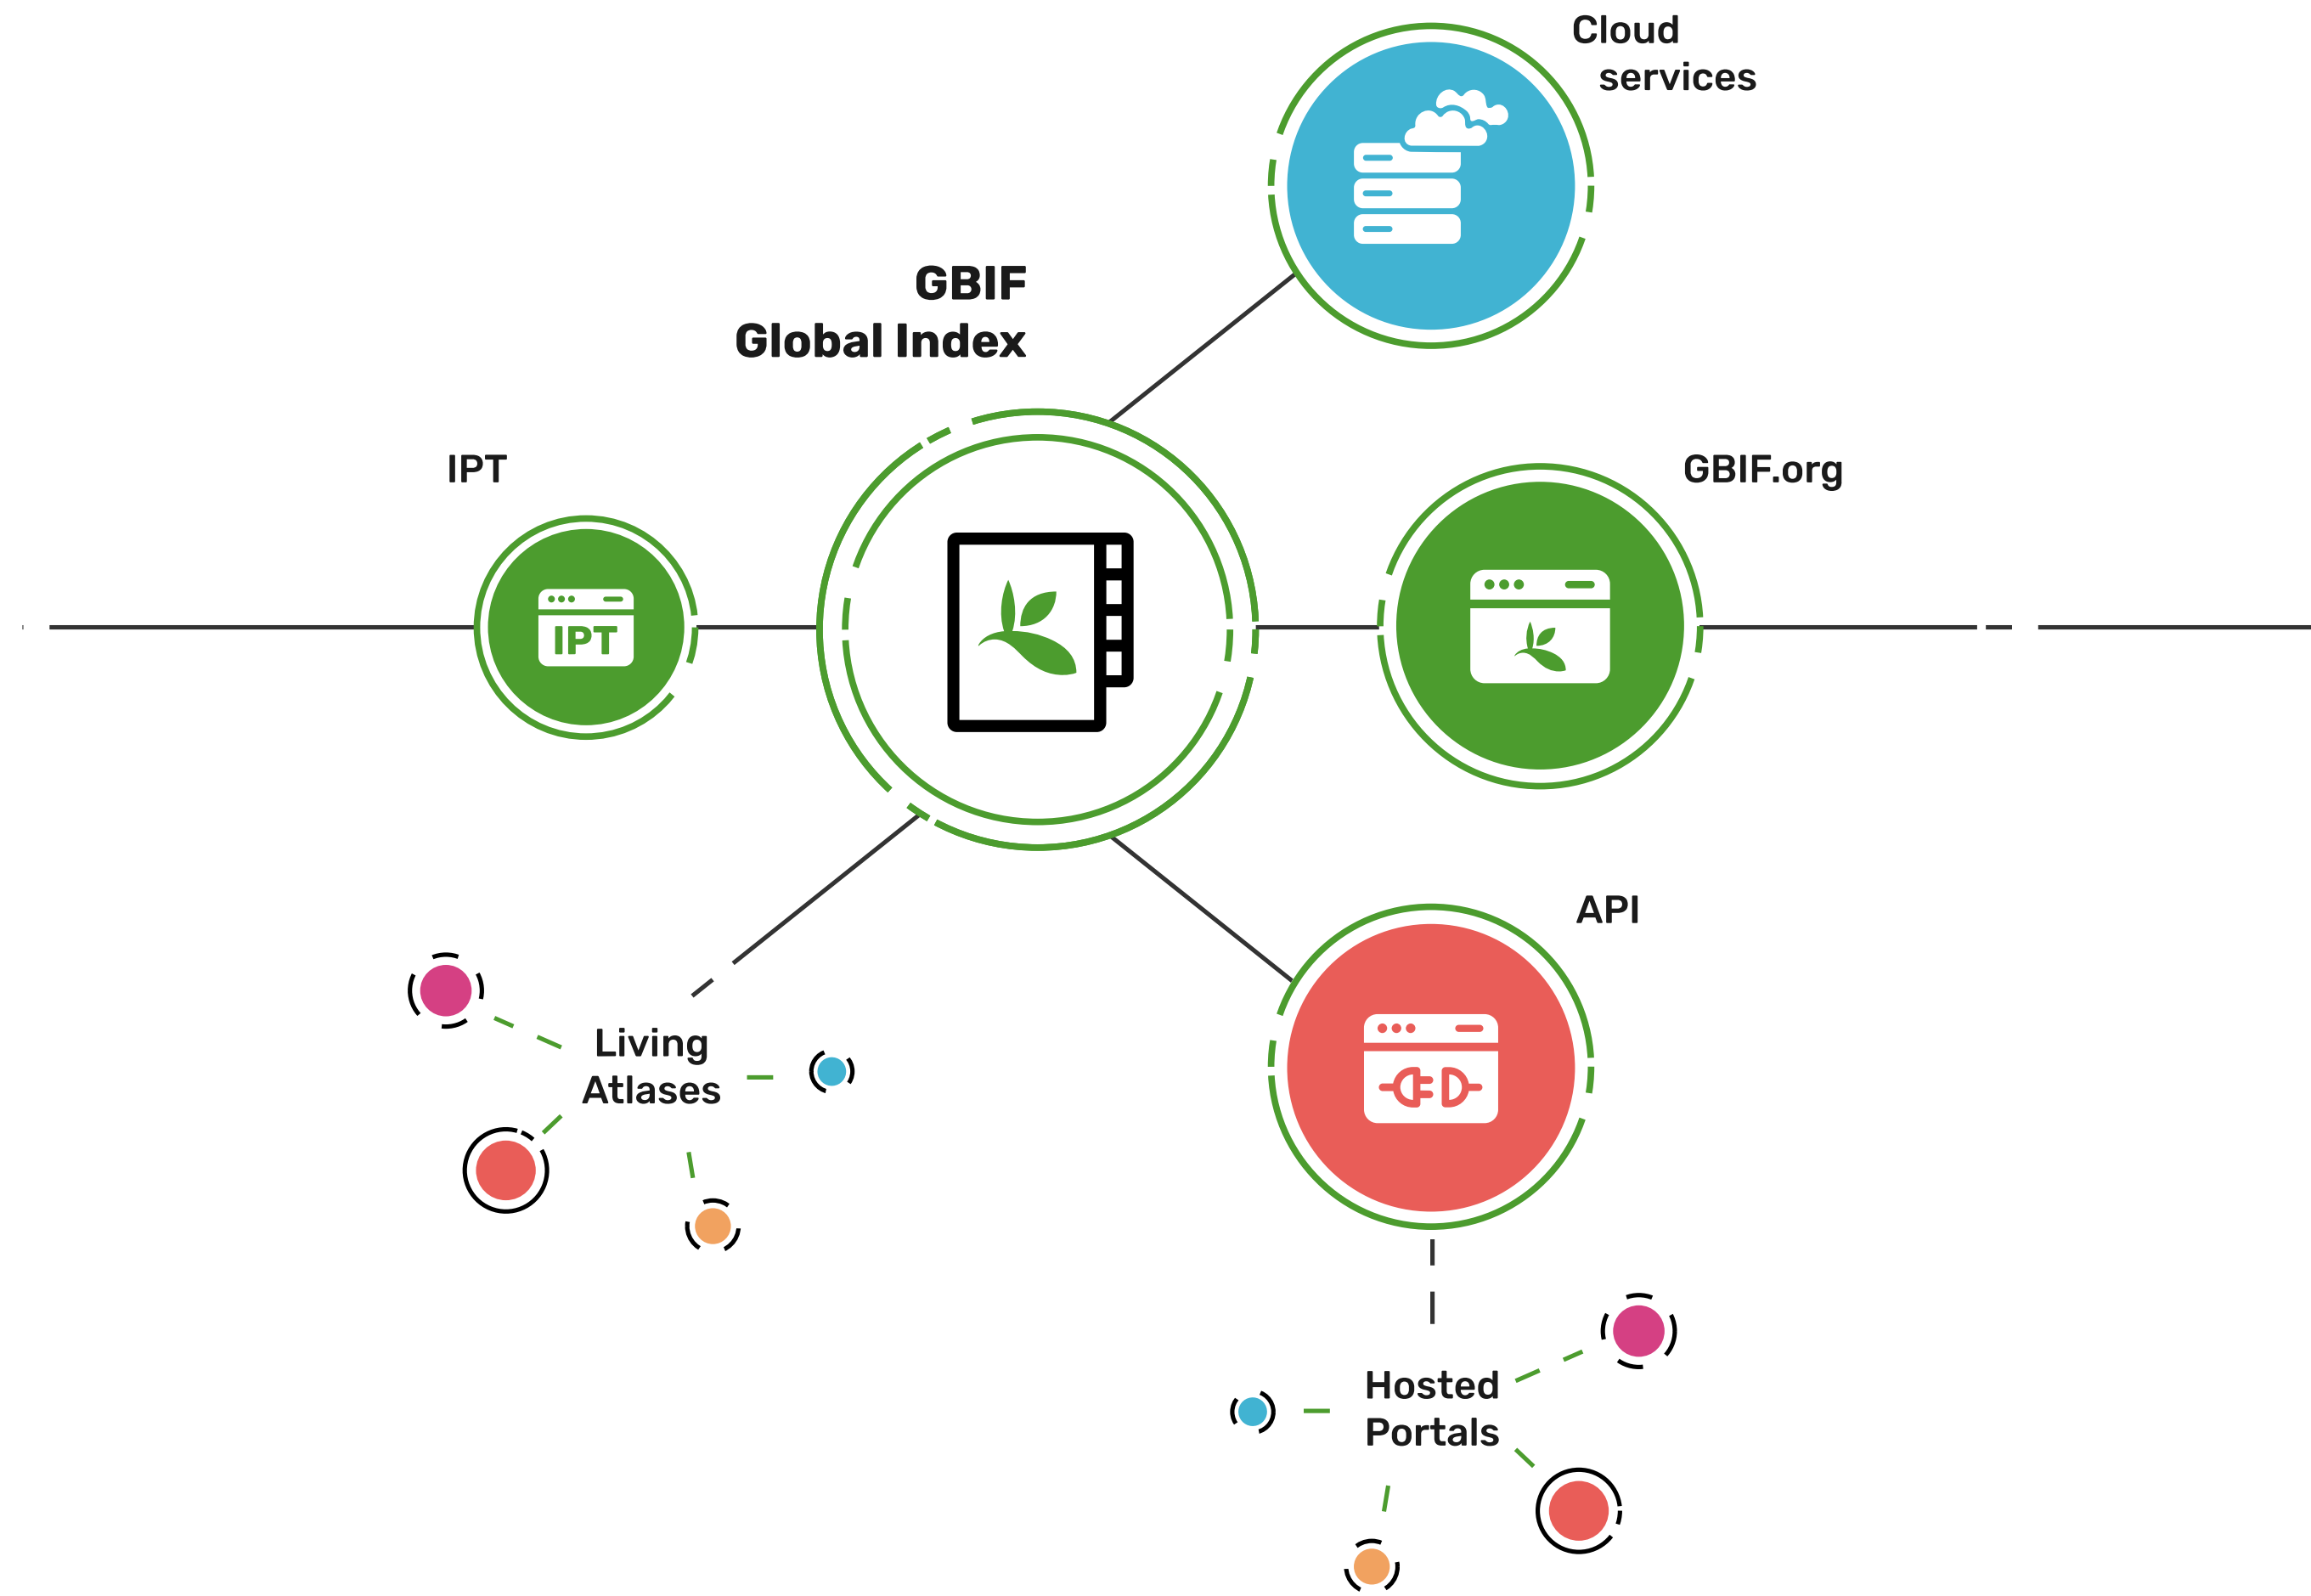 Cloud
services
GBIF
Global Index
IPT
GBIF.org
IPT
API
Living
Atlases
Hosted
Portals